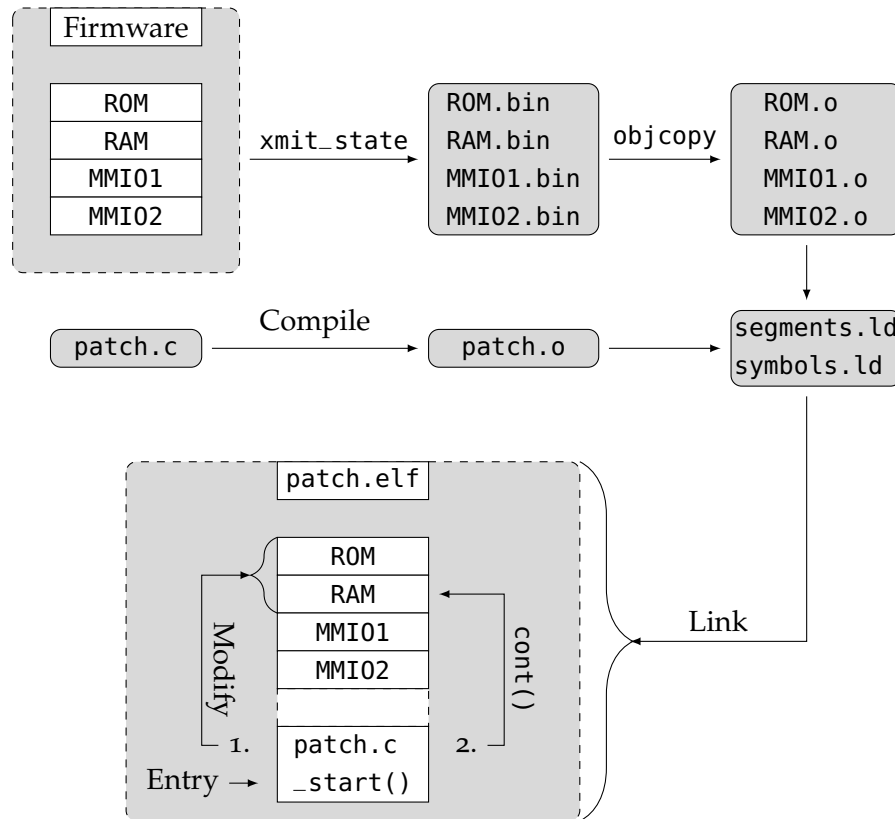 Firmware
ROM
RAM
MMIO1
MMIO2
xmit_state
ROM.bin
RAM.bin
MMIO1.bin
MMIO2.bin
objcopy
ROM.o
RAM.o
MMIO1.o
MMIO2.o
patch.c
Compile
patch.o
segments.ld
symbols.ld
patch.elf
ROM
RAM
MMIO1
MMIO2
Modify
cont()
Link
1.
patch.c
2.
Entry
_start()